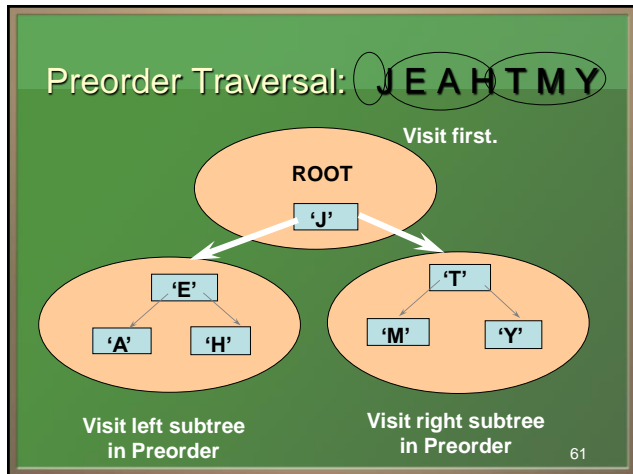 Preorder Traversal: J E A H T M Y
Visit first.
ROOT
‘J’
‘E’
‘T’
‘A’
‘H’
‘M’
‘Y’
Visit left subtree
in Preorder
Visit right subtree
in Preorder
61